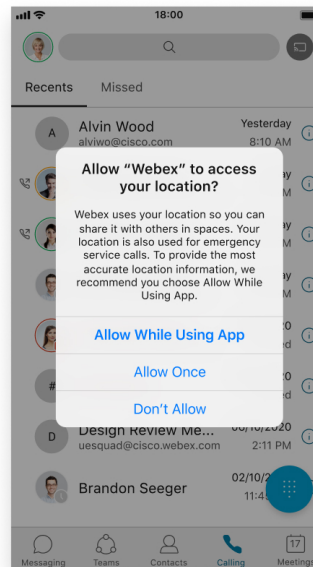 18:00
Recents Missed
A Alvin Wood Yesterday
alviwo@cisco.com 8:10 AM
Allow “Webex” to access
your location?
Webex uses your location so you can
share it with others in spaces. Your
location is also used for emergency
service calls. To provide the most
accurate location information, we
recommend you choose Allow While
Using App.
Allow While Using App
Allow Once
Don’t Allow
#
D Design Review Me...
uesquad@cisco.webex.com 2:11 PM
Brandon Seeger
Messaging Teams Contacts Calling Meetings
17